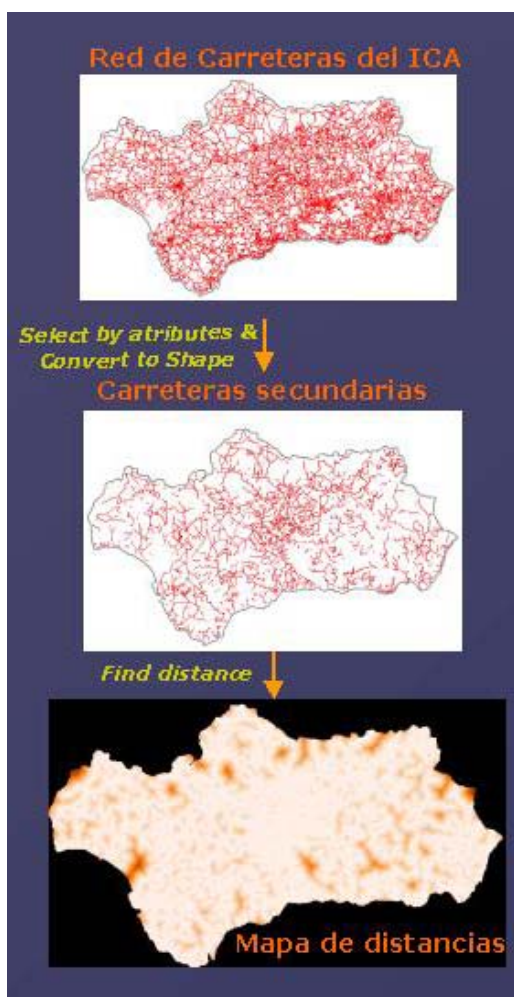 Red de Carreteras del ICA
Select by atributes &
Convert to Shape
Carreteras secundarias
Find distance
Mapa de distancias